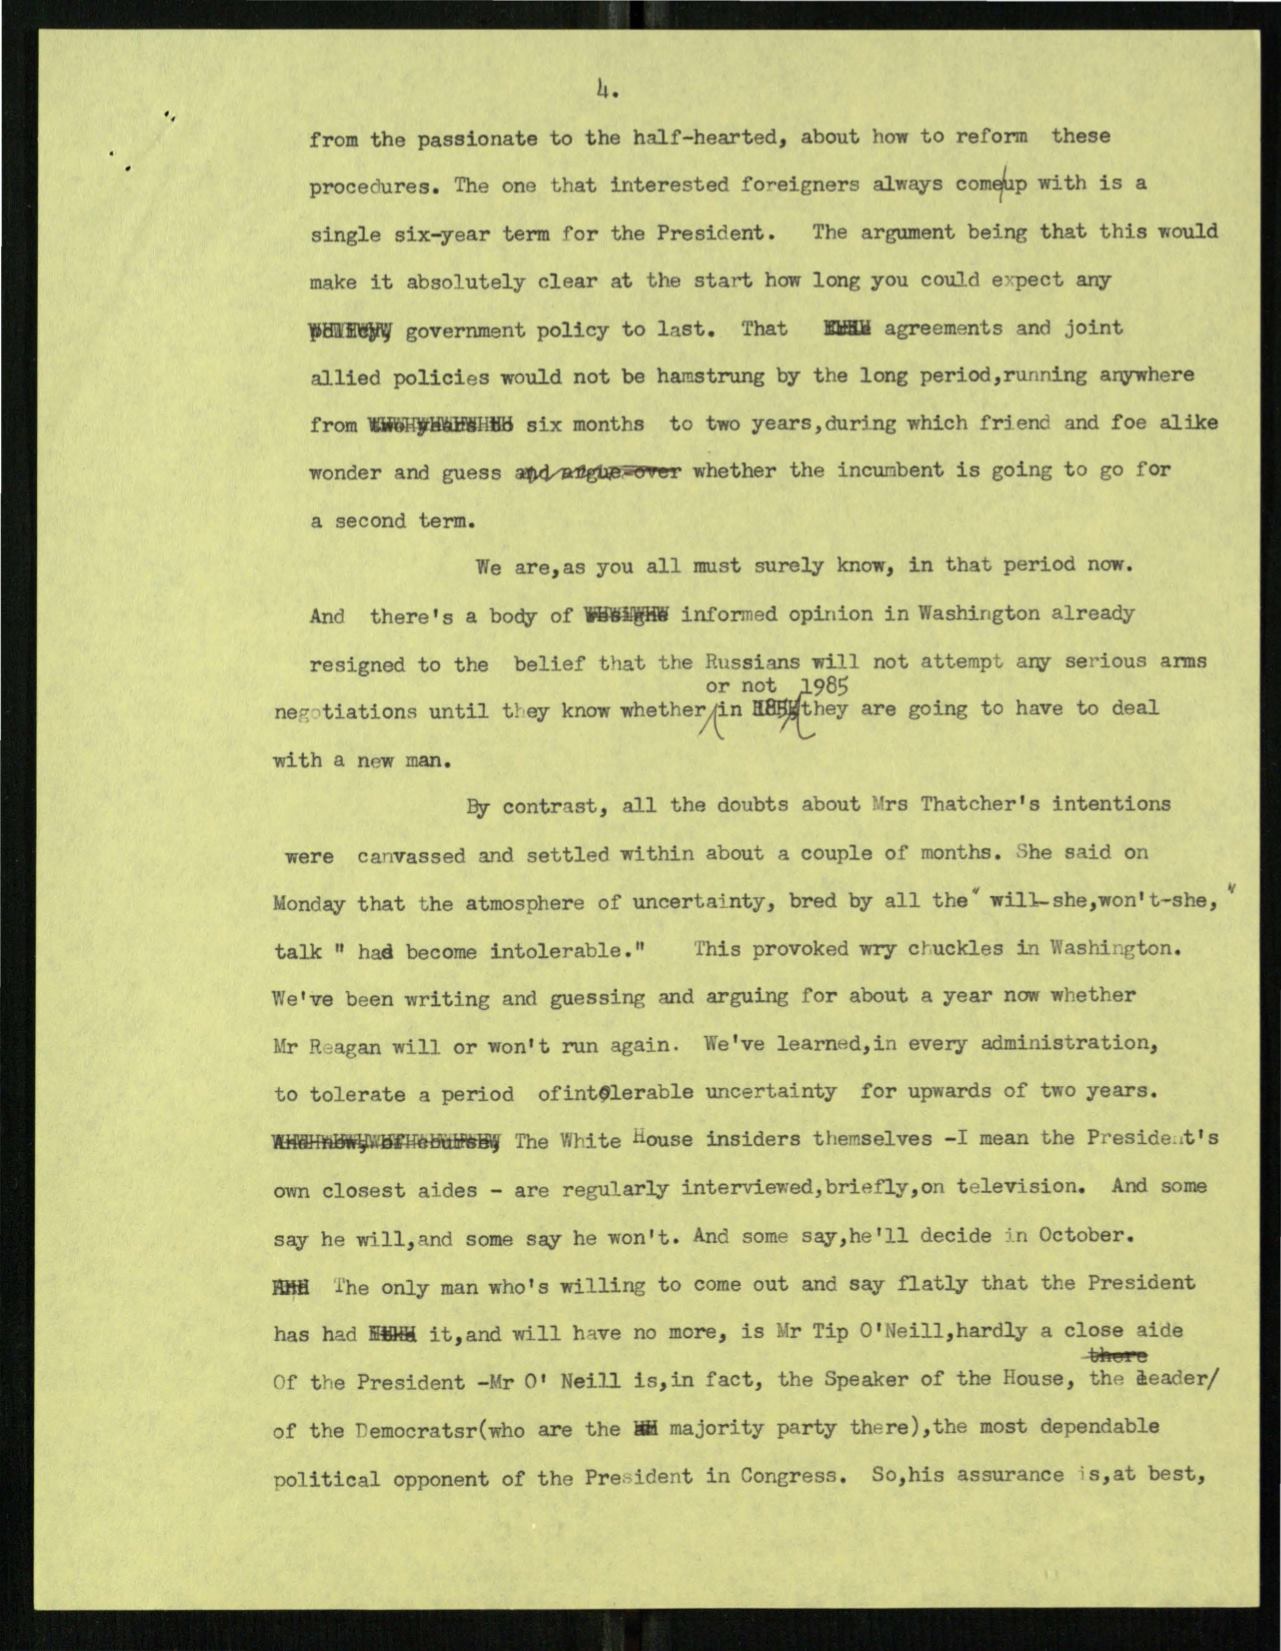 4.
from the passionate to the half-hearted, about how to reform these
procedures. The one that interested foreigners always come/up with is a
single six-year term for the President. The argument being that this would
make it absolutely clear at the start how long you could expect any
government policy to last. That agreements and joint
allied policies would not be hamstrung by the long period,running anywhere
from six months to two years,during which friend and foe alike
wonder and guess and argue over whether the incumbent is going to go for
a second term.
We are,as you all must surely know, in that period now.
And there's a body of informed opinion in Washington already
resigned to the belief that the Russians will not attempt any serious arms
or not 1985
negotiations until they know whether in they are going to have to deal
with a new man.
By contrast, all the doubts about Mrs Thatcher's intentions
were canvassed and settled within about a couple of months. She said on
Monday that the atmosphere of uncertainty, bred by all the " will-she,won't-she, "
talk " had become intolerable." This provoked wry chuckles in Washington.
We've been writing and guessing and arguing for about a year now whether
Mr Reagan will or won't run again. We've learned,in every administration,
to tolerate a period ofintolerable uncertainty for upwards of two years.
And now, of course, The White House insiders themselves -I mean the President's
own closest aides - are regularly interviewed,briefly,on television. And some
say he will,and some say he won't. And some say,he'll decide in October.
And The only man who's willing to come out and say flatly that the President
has had it,and will have no more, is Mr Tip O'Neill,hardly a close aide
there
Of the President -Mr O' Neill is,in fact, the Speaker of the House, the leader/
of the Democratsr(who are the majority party there),the most dependable
political opponent of the President in Congress. So,his assurance is,at best,